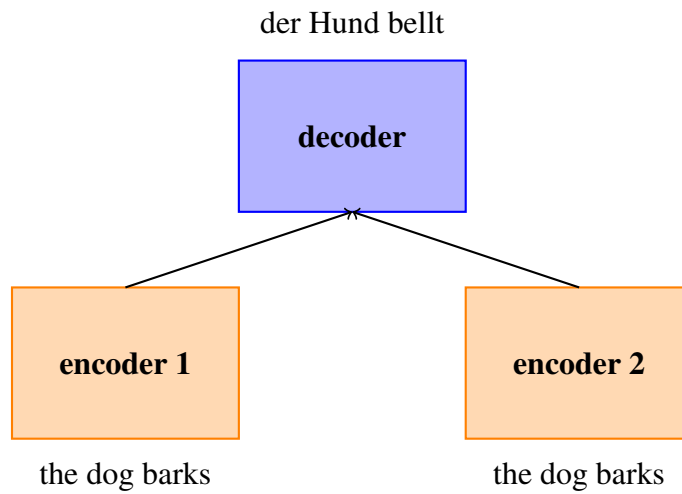 der Hund bellt
decoder
encoder 1
encoder 2
the dog barks
the dog barks